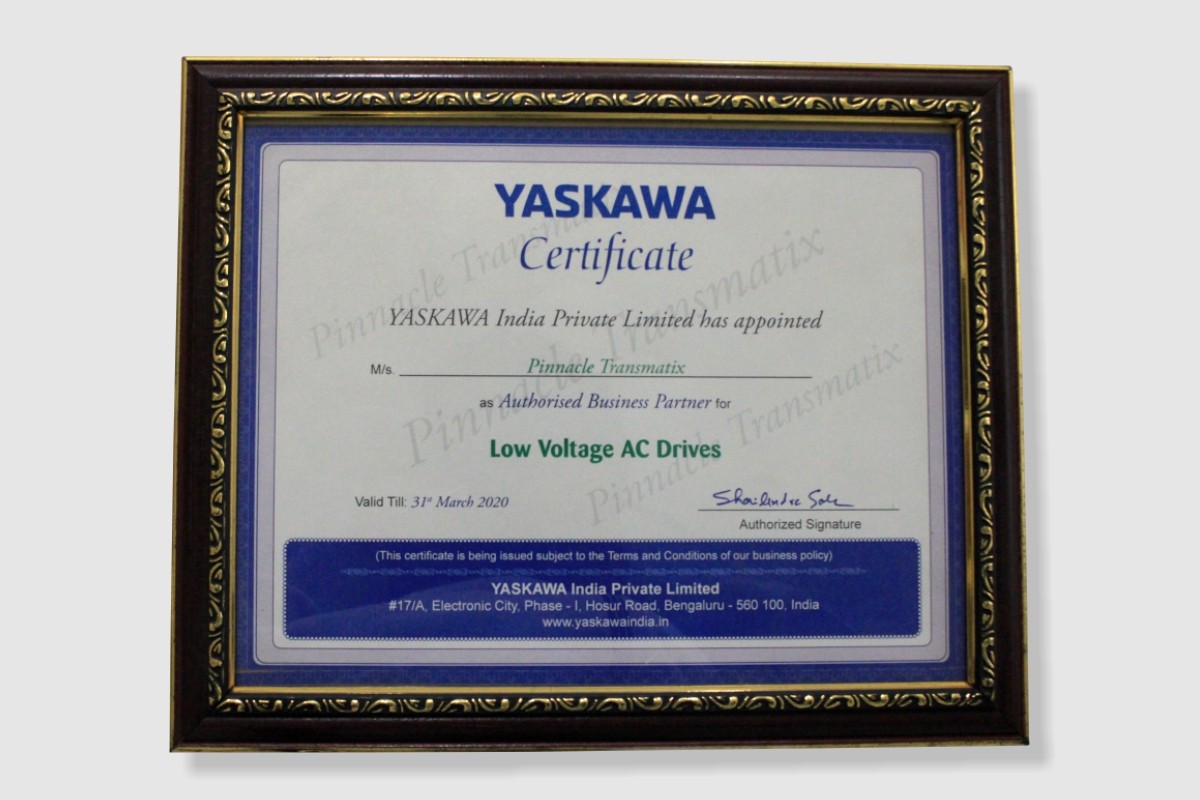 YASKAWA
Certificate
YASKAWA India Private Limited has appointed
M/s. Pinnacle Transmatix
as Authorised Business Partner for
Low Voltage AC Drives
Valid Till: 31st March 2020
Authorized Signature
(This certificate is being issued subject to the Terms and Conditions of our business policy)
YASKAWA India Private Limited
#17/A, Electronic City, Phase - I, Hosur Road, Bengaluru - 560 100, India
www.yaskawaindia.in
Pinnacle Transmatix
Pinnacle Transmatix
Pinnacle Transmatix